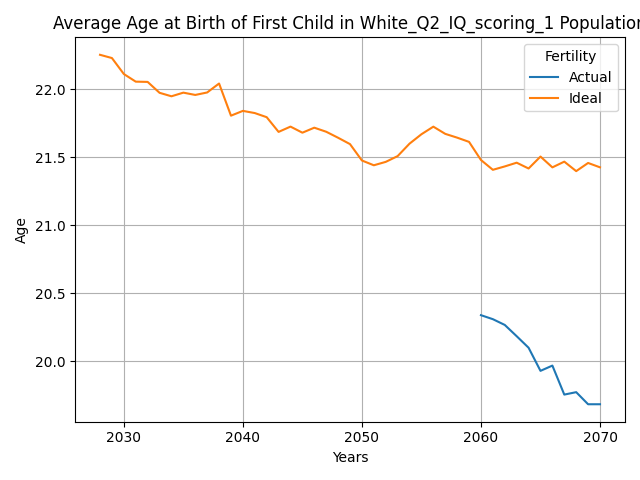 Average Age at Birth of First Child in White_Q2_IQ_scoring_1 Population
Fertility
Actual
Ideal
22.0
21.5
21.0
20.5
20.0
Age
2030
2040
2050
2060
2070
Years